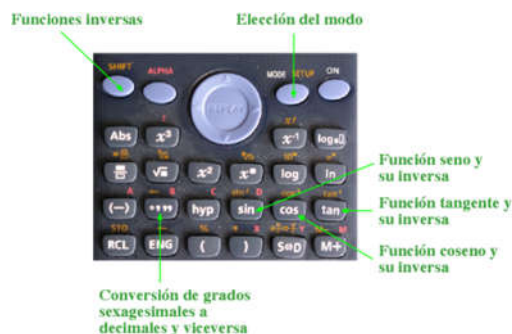 Funciones inversas
Elección del modo
SHIFT
ALPHA
REPLAY
MODE SETUP
ON
Abs
x³
x⁻¹
log▪□
√▪
x²
x▪
log
ln
(—)
hyp
sin
cos
tan
STO
RCL
ENG
(
)
S⇔D
M+
Función seno y
su inversa
Función tangente y
su inversa
Función coseno y
su inversa
Conversión de grados
sexagesimales a
decimales y viceversa